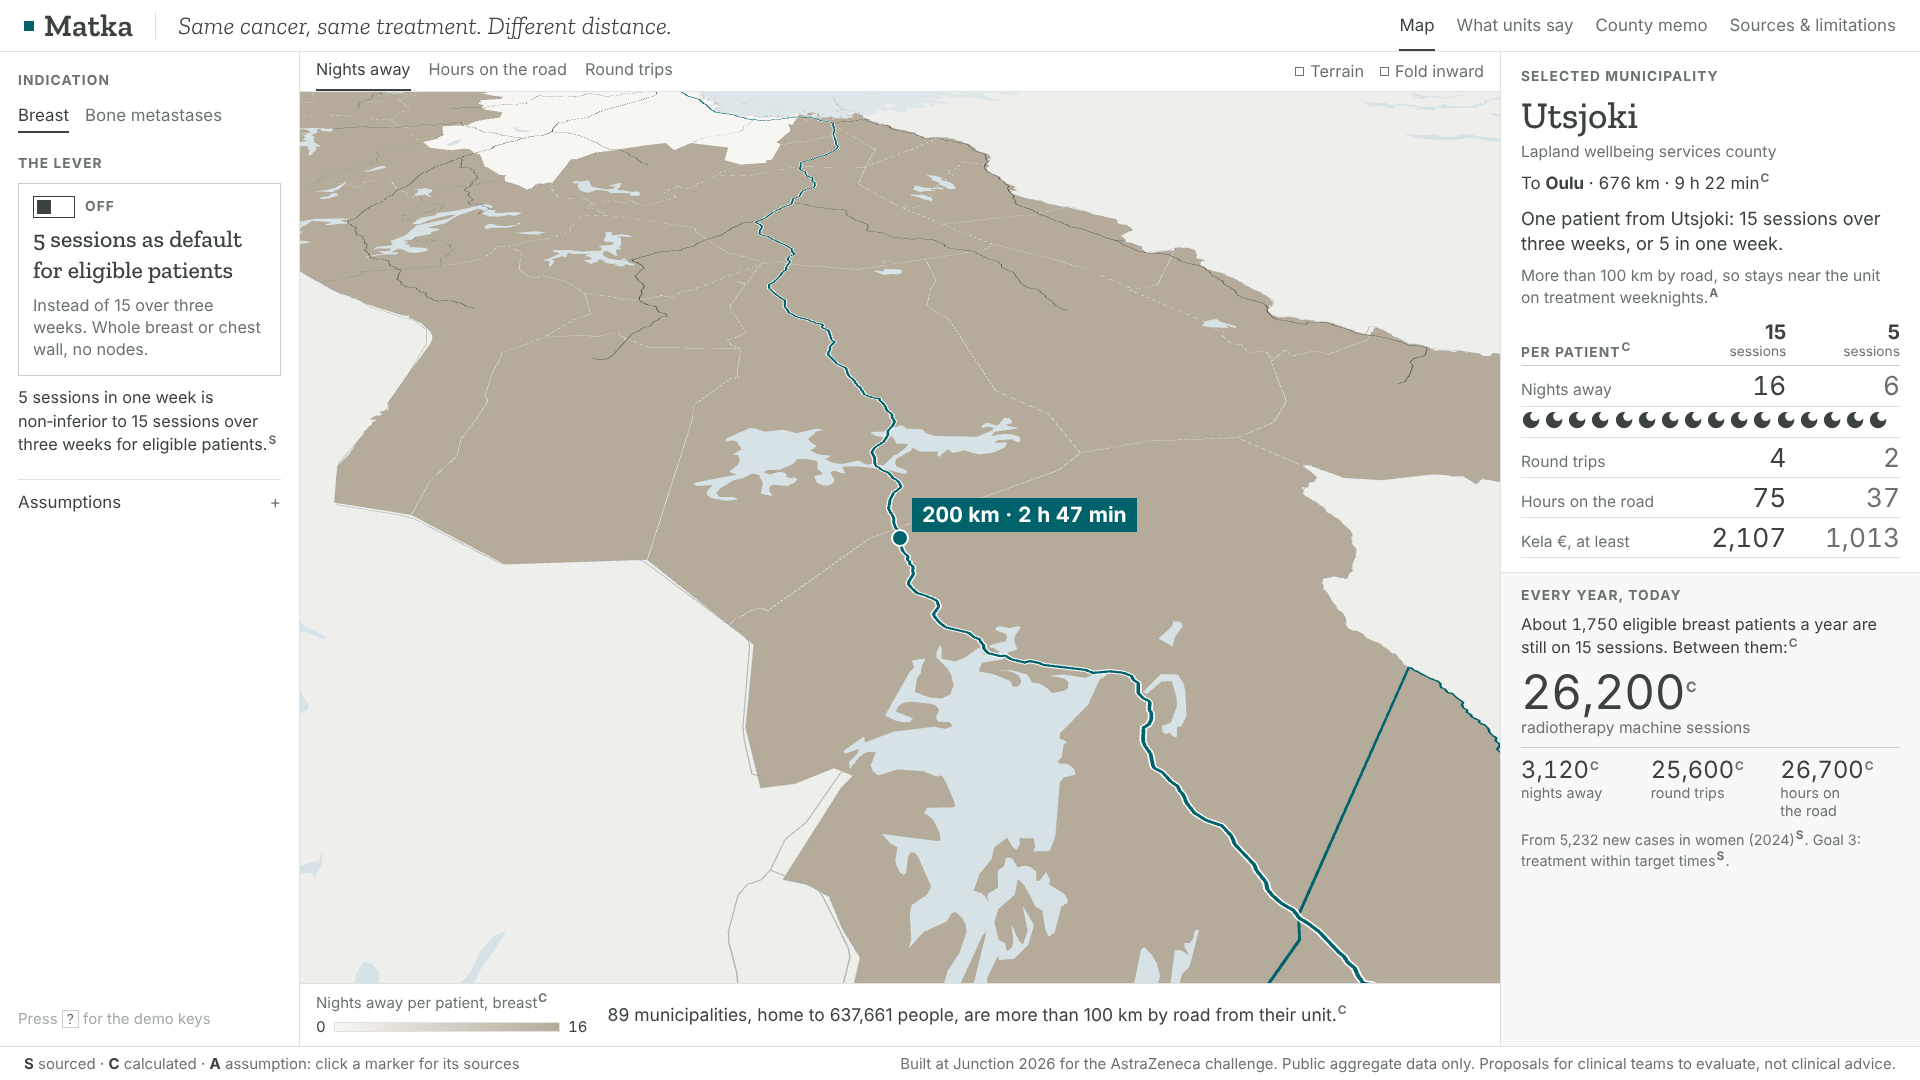 Matka
Same cancer, same treatment. Different distance.
Map
What units say
County memo
Sources & limitations
INDICATION
Breast
Bone metastases
THE LEVER
OFF
5 sessions as default
for eligible patients
Instead of 15 over three
weeks. Whole breast or chest
wall, no nodes.
5 sessions in one week is
non-inferior to 15 sessions over
three weeks for eligible patients.S
Assumptions +
Press ? for the demo keys
Nights away
Hours on the road
Round trips
Terrain
Fold inward
200 km · 2 h 47 min
Nights away per patient, breastC
0 16
89 municipalities, home to 637,661 people, are more than 100 km by road from their unit.C
SELECTED MUNICIPALITY
Utsjoki
Lapland wellbeing services county
To Oulu · 676 km · 9 h 22 minC
One patient from Utsjoki: 15 sessions over
three weeks, or 5 in one week.
More than 100 km by road, so stays near the unit
on treatment weeknights.A
15 5
PER PATIENTC sessions sessions
Nights away 16 6
Round trips 4 2
Hours on the road 75 37
Kela €, at least 2,107 1,013
EVERY YEAR, TODAY
About 1,750 eligible breast patients a year are
still on 15 sessions. Between them:C
26,200C
radiotherapy machine sessions
3,120C 25,600C 26,700C
nights away round trips hours on
the road
From 5,232 new cases in women (2024)S. Goal 3:
treatment within target timesS.
S sourced · C calculated · A assumption: click a marker for its sources
Built at Junction 2026 for the AstraZeneca challenge. Public aggregate data only. Proposals for clinical teams to evaluate, not clinical advice.